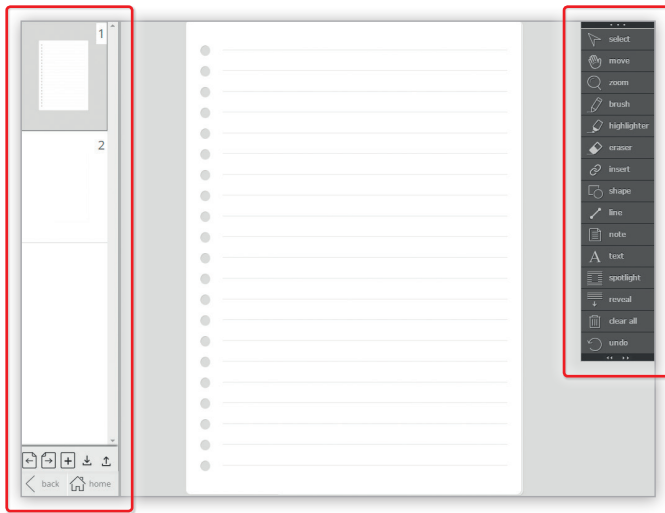 1
2
back home
select
move
zoom
brush
highlighter
eraser
insert
shape
line
note
A text
spotlight
reveal
clear all
undo